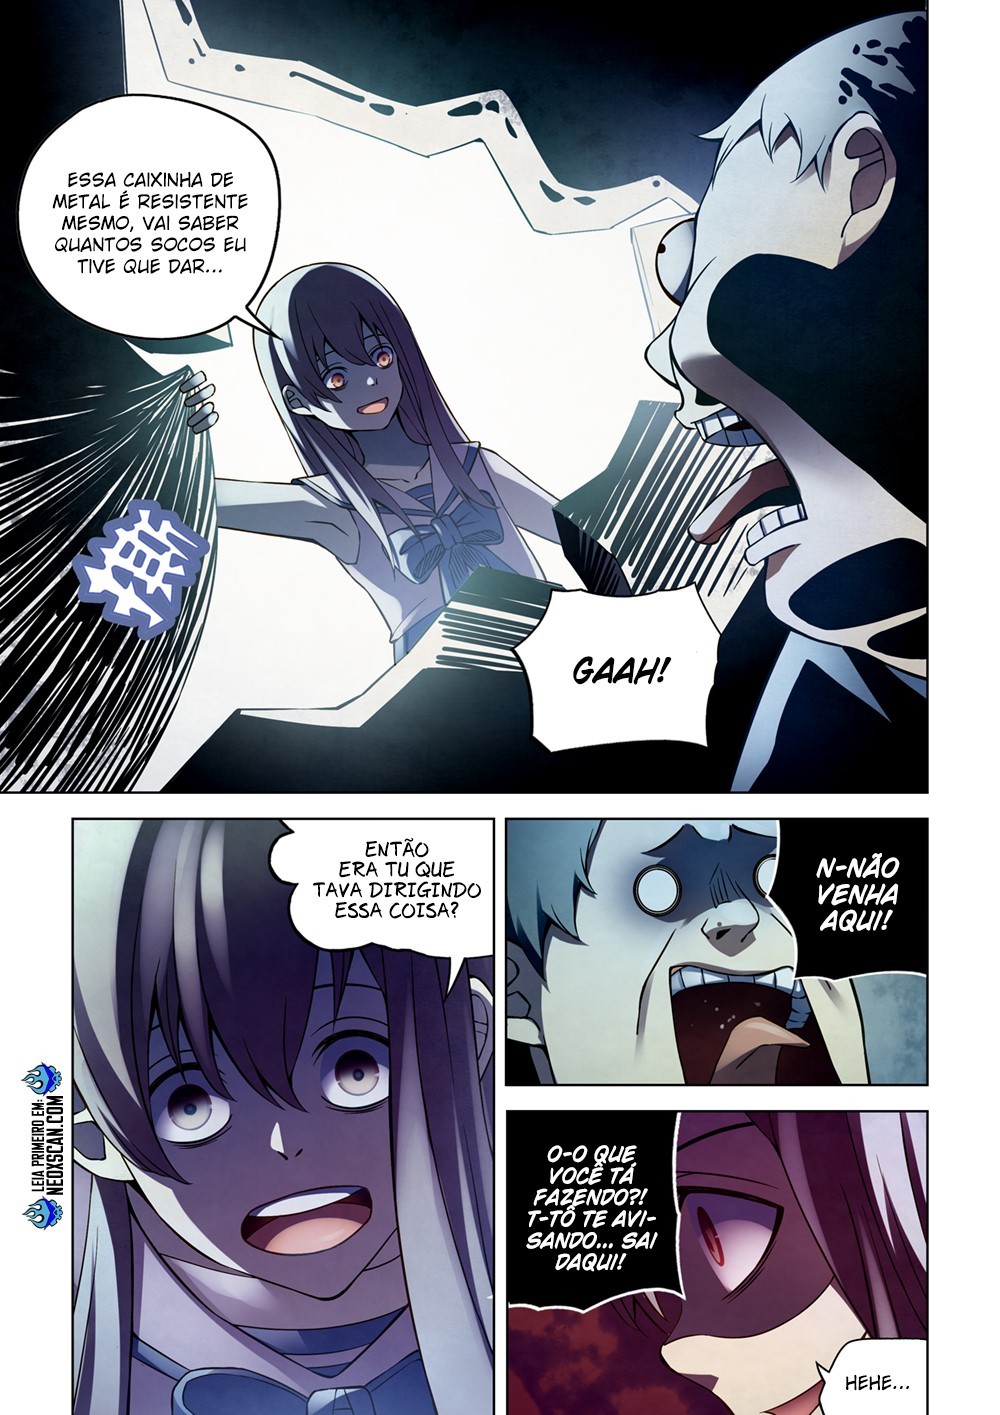 ESSA CAIXINHA DE
METAL É RESISTENTE
MESMO, VAI SABER
QUANTOS SOCOS EU
TIVE QUE DAR...
GAAH!
ENTÃO
ERA TU QUE
TAVA DIRIGINDO
ESSA COISA?
N-NÃO
VENHA
AQUI!
O-O QUE
VOCÊ TÁ
FAZENDO?!
T-TÔ TE AVI-
SANDO... SAI
DAQUI!
HEHE...
LEIA PRIMEIRO EM:
NEOXSCAN.COM